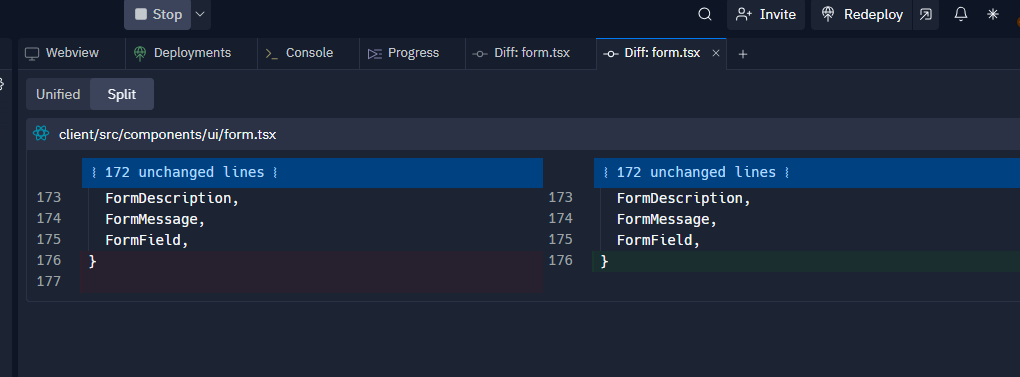 Stop Invite Redeploy
Webview Deployments Console Progress Diff: form.tsx Diff: form.tsx × +
Unified Split
client/src/components/ui/form.tsx
172 unchanged lines 172 unchanged lines
173 FormDescription, 173 FormDescription,
174 FormMessage, 174 FormMessage,
175 FormField, 175 FormField,
176 } 176 }
177